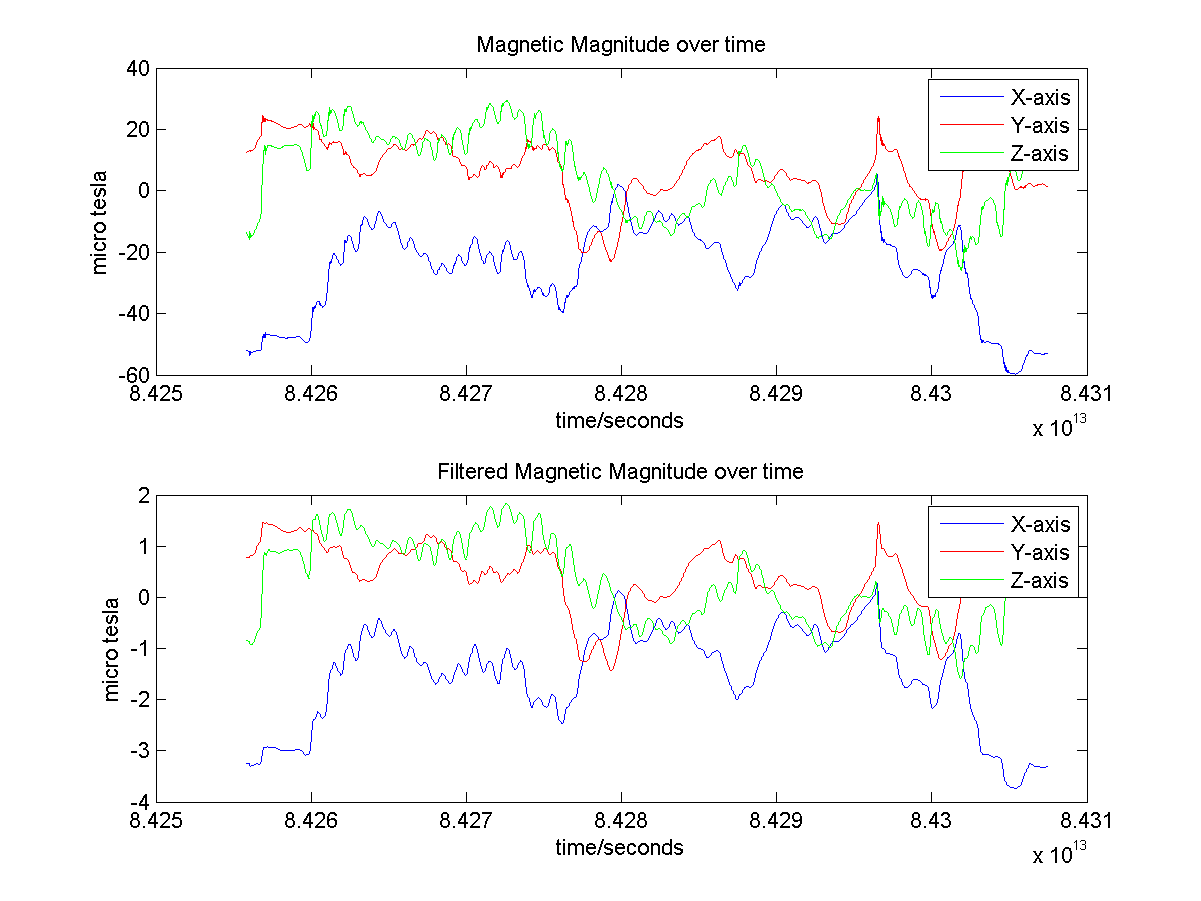 Magnetic Magnitude over time
40
20
0
-20
-40
-60
micro tesla
X-axis
Y-axis
Z-axis
8.425 8.426 8.427 8.428 8.429 8.43 8.431
time/seconds
x 10^13
Filtered Magnetic Magnitude over time
2
1
0
-1
-2
-3
-4
micro tesla
X-axis
Y-axis
Z-axis
8.425 8.426 8.427 8.428 8.429 8.43 8.431
time/seconds
x 10^13